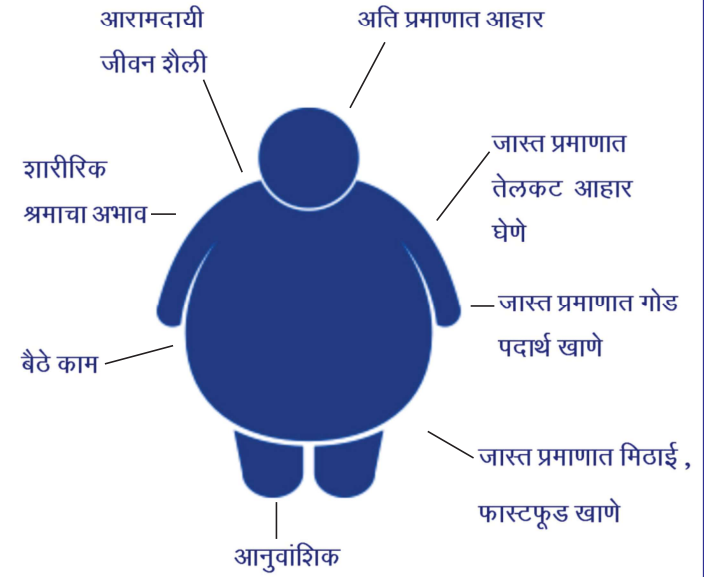 आरामदायी
जीवन शैली
अति प्रमाणात आहार
जास्त प्रमाणात
तेलकट आहार
घेणे
शारीरिक
श्रमाचा अभाव
जास्त प्रमाणात गोड
पदार्थ खाणे
बैठे काम
जास्त प्रमाणात मिठाई ,
फास्टफूड खाणे
आनुवांशिक